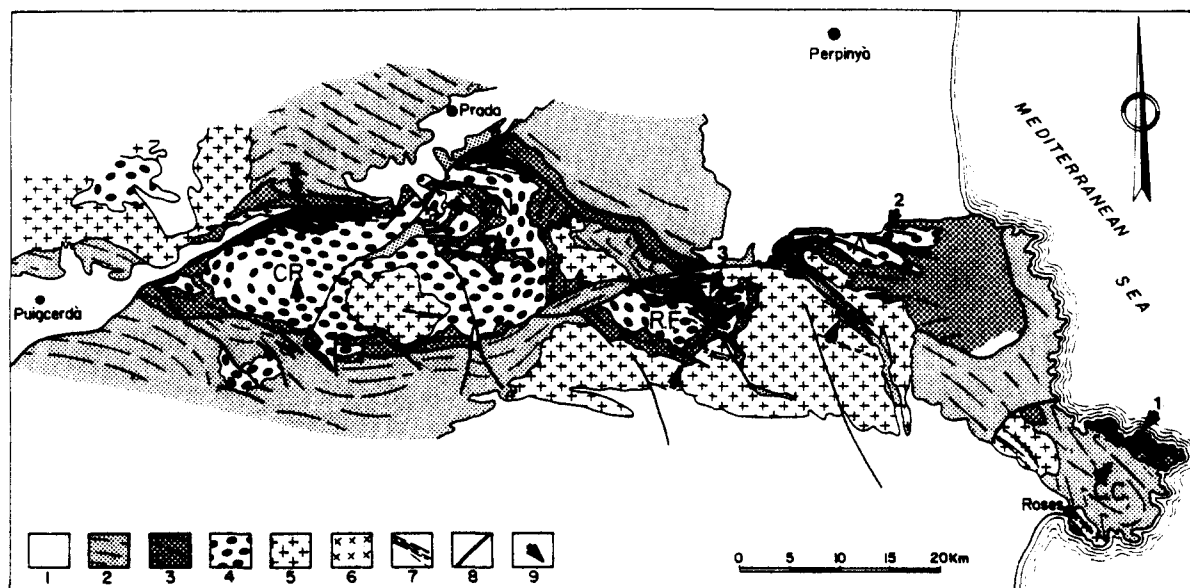 Perpinyà
Prada
MEDITERRANEAN
SEA
2
A
3
CR
Puigcerdà
RF
1
CC
Roses
1 2 3 4 5 6 7 8 9
0 5 10 15 20Km